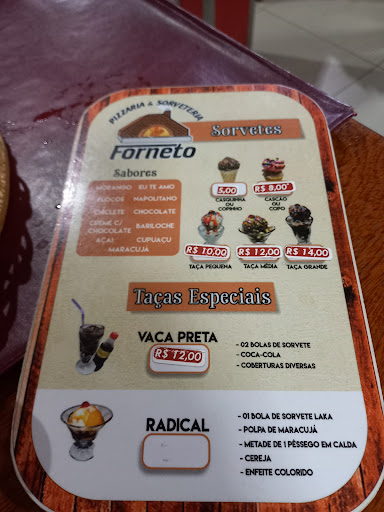 PIZZARIA & SORVETERIA
Forneto
Sorvetes
Sabores
MORANGO EU TE AMO
FLOCOS NAPOLITANO
CHICLETE CHOCOLATE
CREME C/ CHOCOLATE BARILOCHE
AÇAI CUPUAÇU
MARACUJÁ
5,00
CASQUINHA OU COPINHO
R$ 8,00
CASCÃO OU COPO
R$ 10,00
TAÇA PEQUENA
R$ 12,00
TAÇA MÉDIA
R$ 14,00
TAÇA GRANDE
Taças Especiais
VACA PRETA
R$ 12,00
- 02 BOLAS DE SORVETE
- COCA-COLA
- COBERTURAS DIVERSAS
RADICAL
- 01 BOLA DE SORVETE LAKA
- POLPA DE MARACUJÁ
- METADE DE 1 PÊSSEGO EM CALDA
- CEREJA
- ENFEITE COLORIDO